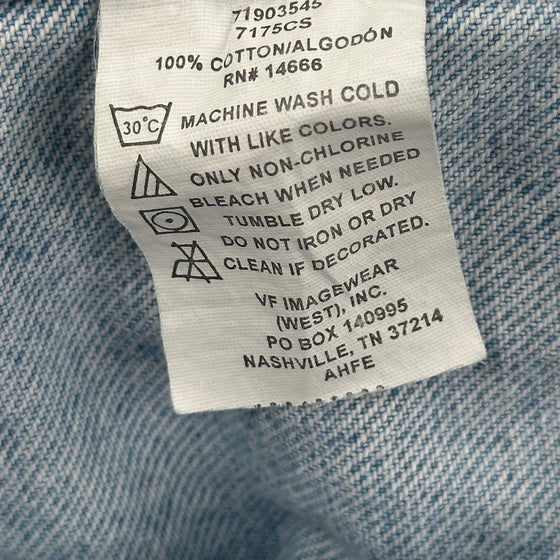 71903545
7175CS
100% COTTON/ALGODÓN
RN# 14666
30°C
MACHINE WASH COLD
WITH LIKE COLORS.
ONLY NON-CHLORINE
BLEACH WHEN NEEDED
TUMBLE DRY LOW.
DO NOT IRON OR DRY
CLEAN IF DECORATED.
VF IMAGEWEAR
(WEST), INC.
PO BOX 140995
NASHVILLE, TN 37214
AHFE